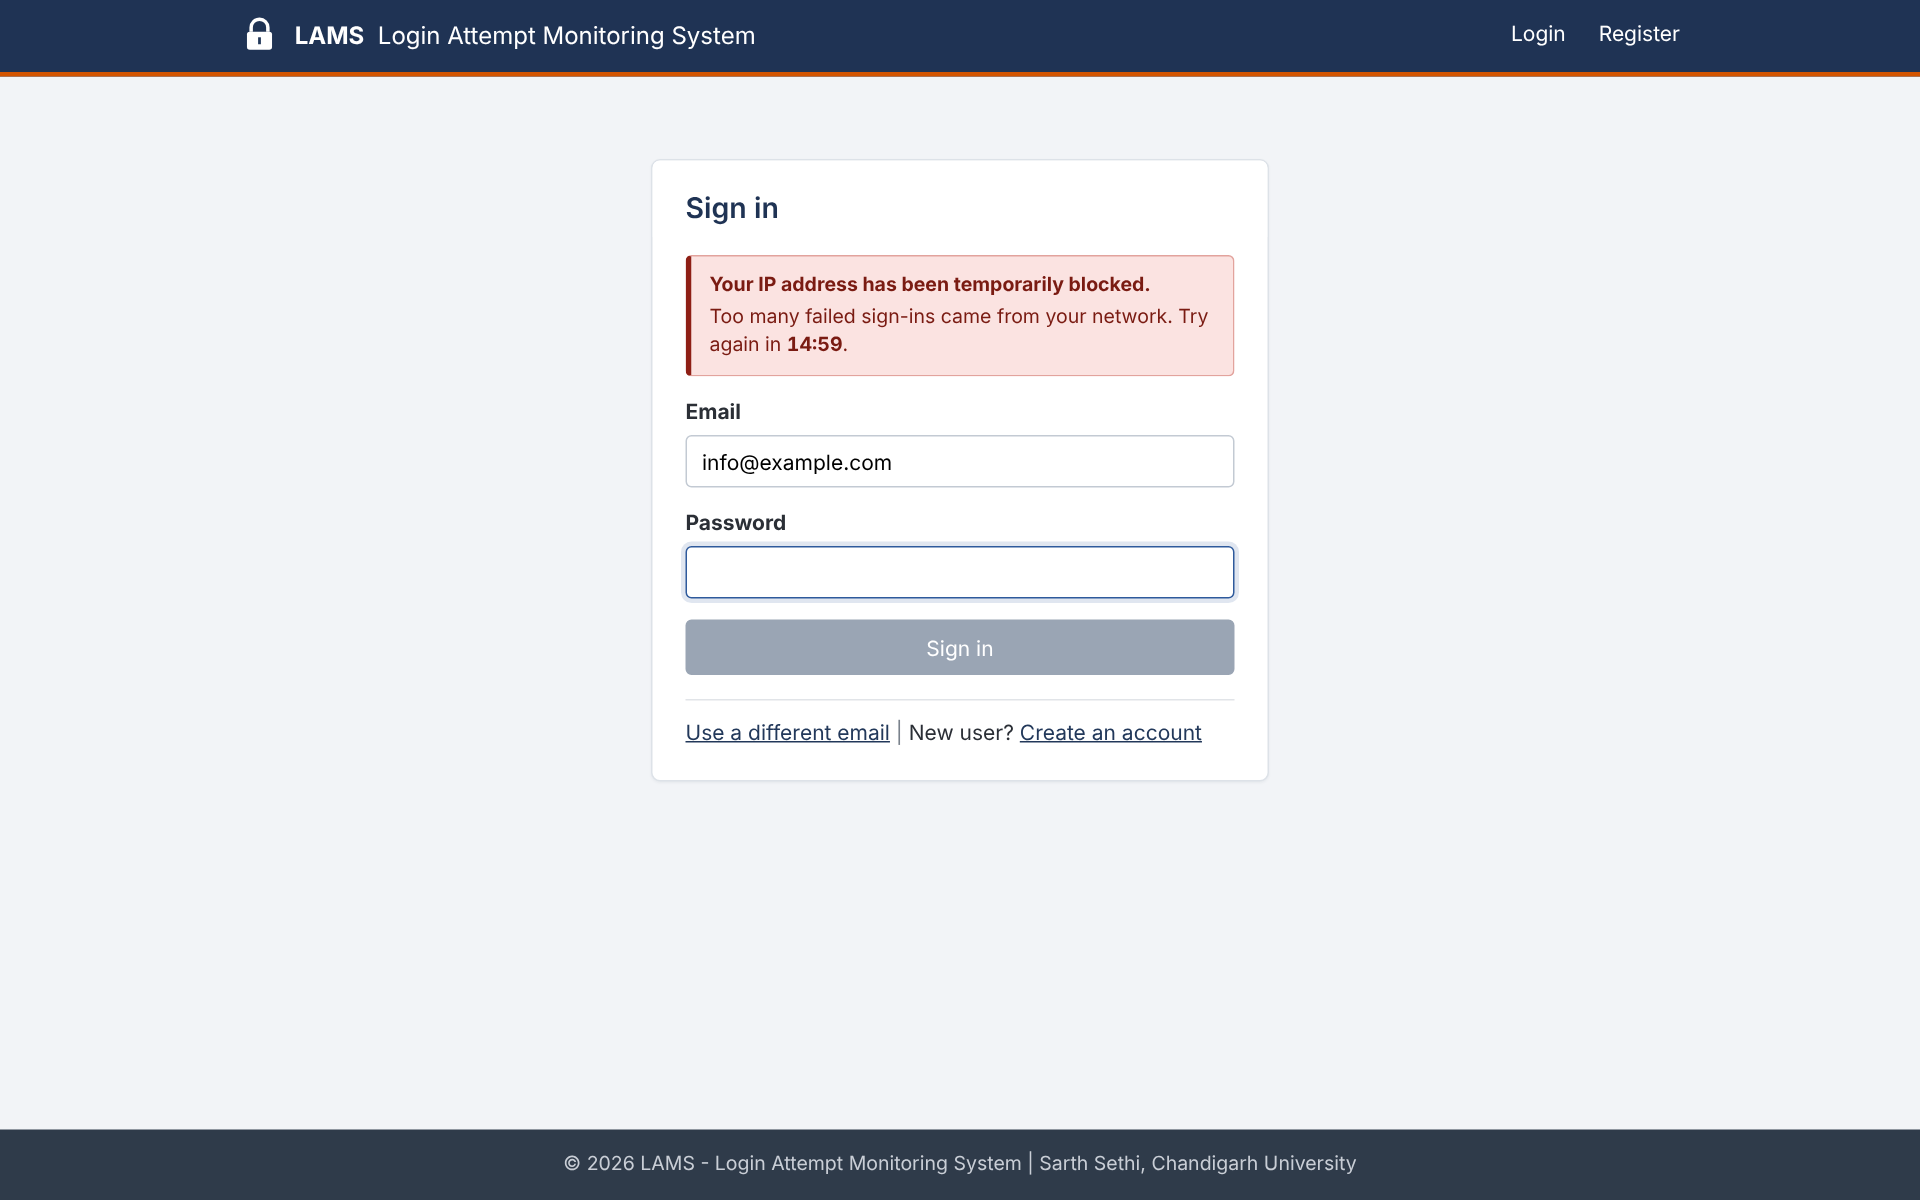 LAMS Login Attempt Monitoring System
Login Register
Sign in
Your IP address has been temporarily blocked.
Too many failed sign-ins came from your network. Try
again in 14:59.
Email
info@example.com
Password
Sign in
Use a different email | New user? Create an account
© 2026 LAMS - Login Attempt Monitoring System | Sarth Sethi, Chandigarh University